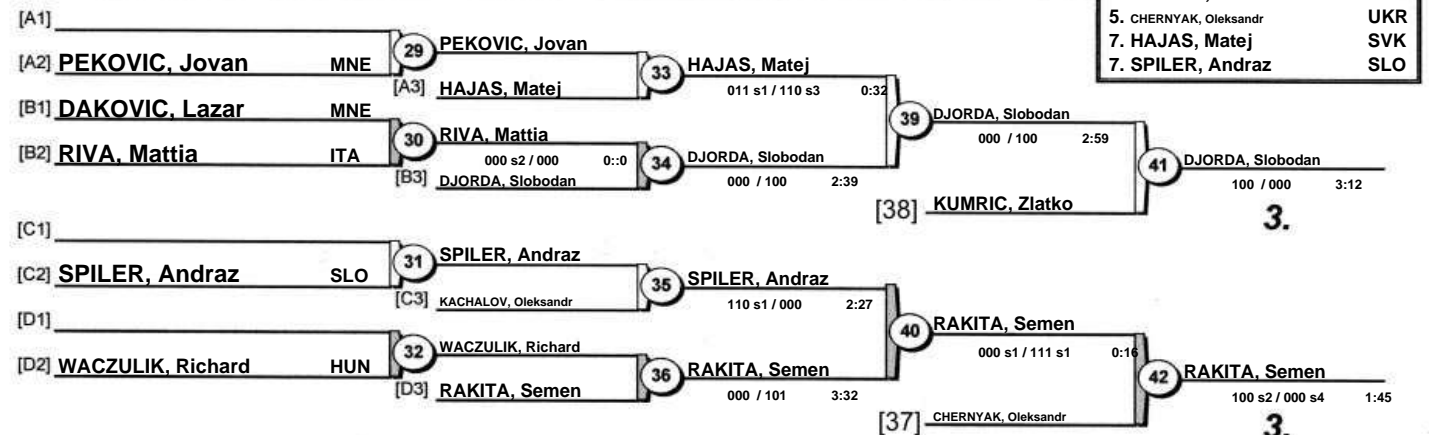 5. CHERNYAK, Oleksandr UKR
7. HAJAS, Matej SVK
7. SPILER, Andraz SLO
[A1]
[A2] PEKOVIC, Jovan MNE
29
PEKOVIC, Jovan
[A3] HAJAS, Matej
33
HAJAS, Matej
011 s1 / 110 s3 0:32
[B1] DAKOVIC, Lazar MNE
[B2] RIVA, Mattia ITA
30
RIVA, Mattia
000 s2 / 000 0::0
[B3] DJORDA, Slobodan
34
DJORDA, Slobodan
000 / 100 2:39
39
DJORDA, Slobodan
000 / 100 2:59
[38] KUMRIC, Zlatko
41
DJORDA, Slobodan
100 / 000 3:12
3.
[C1]
[C2] SPILER, Andraz SLO
31
SPILER, Andraz
[C3] KACHALOV, Oleksandr
35
SPILER, Andraz
110 s1 / 000 2:27
[D1]
[D2] WACZULIK, Richard HUN
32
WACZULIK, Richard
[D3] RAKITA, Semen
36
RAKITA, Semen
000 / 101 3:32
40
RAKITA, Semen
000 s1 / 111 s1 0:16
[37] CHERNYAK, Oleksandr
42
RAKITA, Semen
100 s2 / 000 s4 1:45
3.